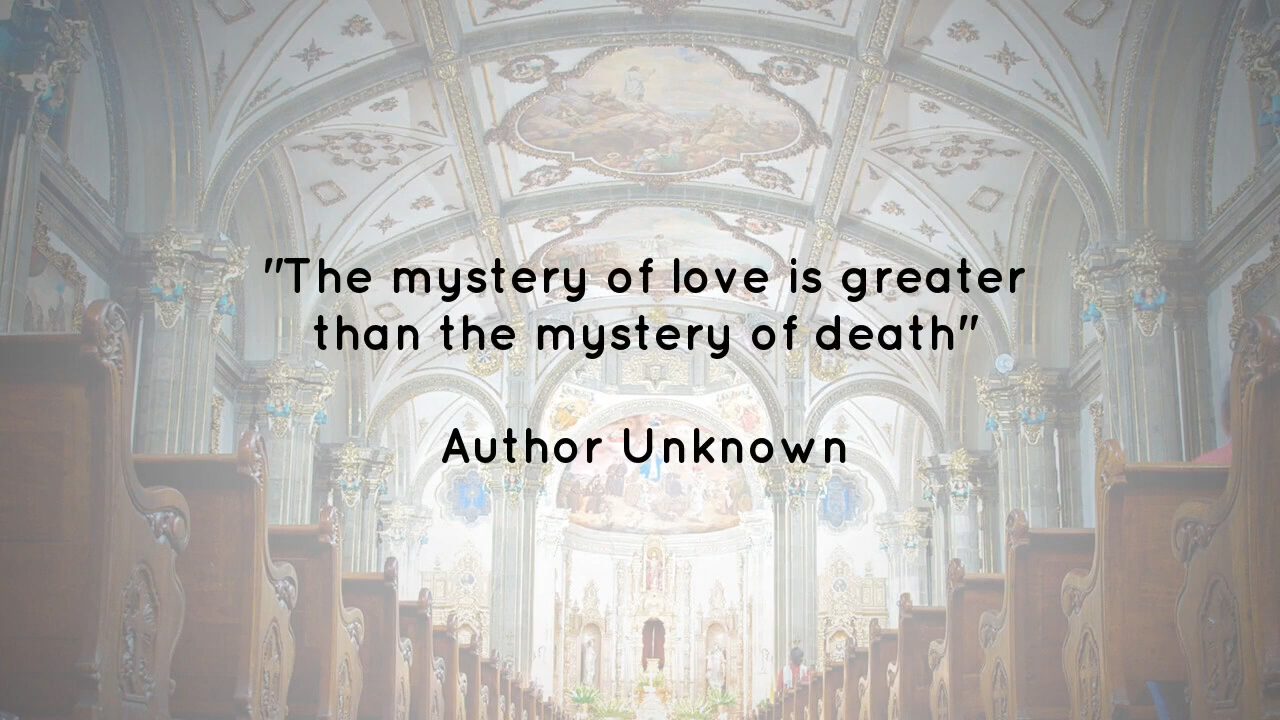 "The mystery of love is greater
than the mystery of death"
Author Unknown